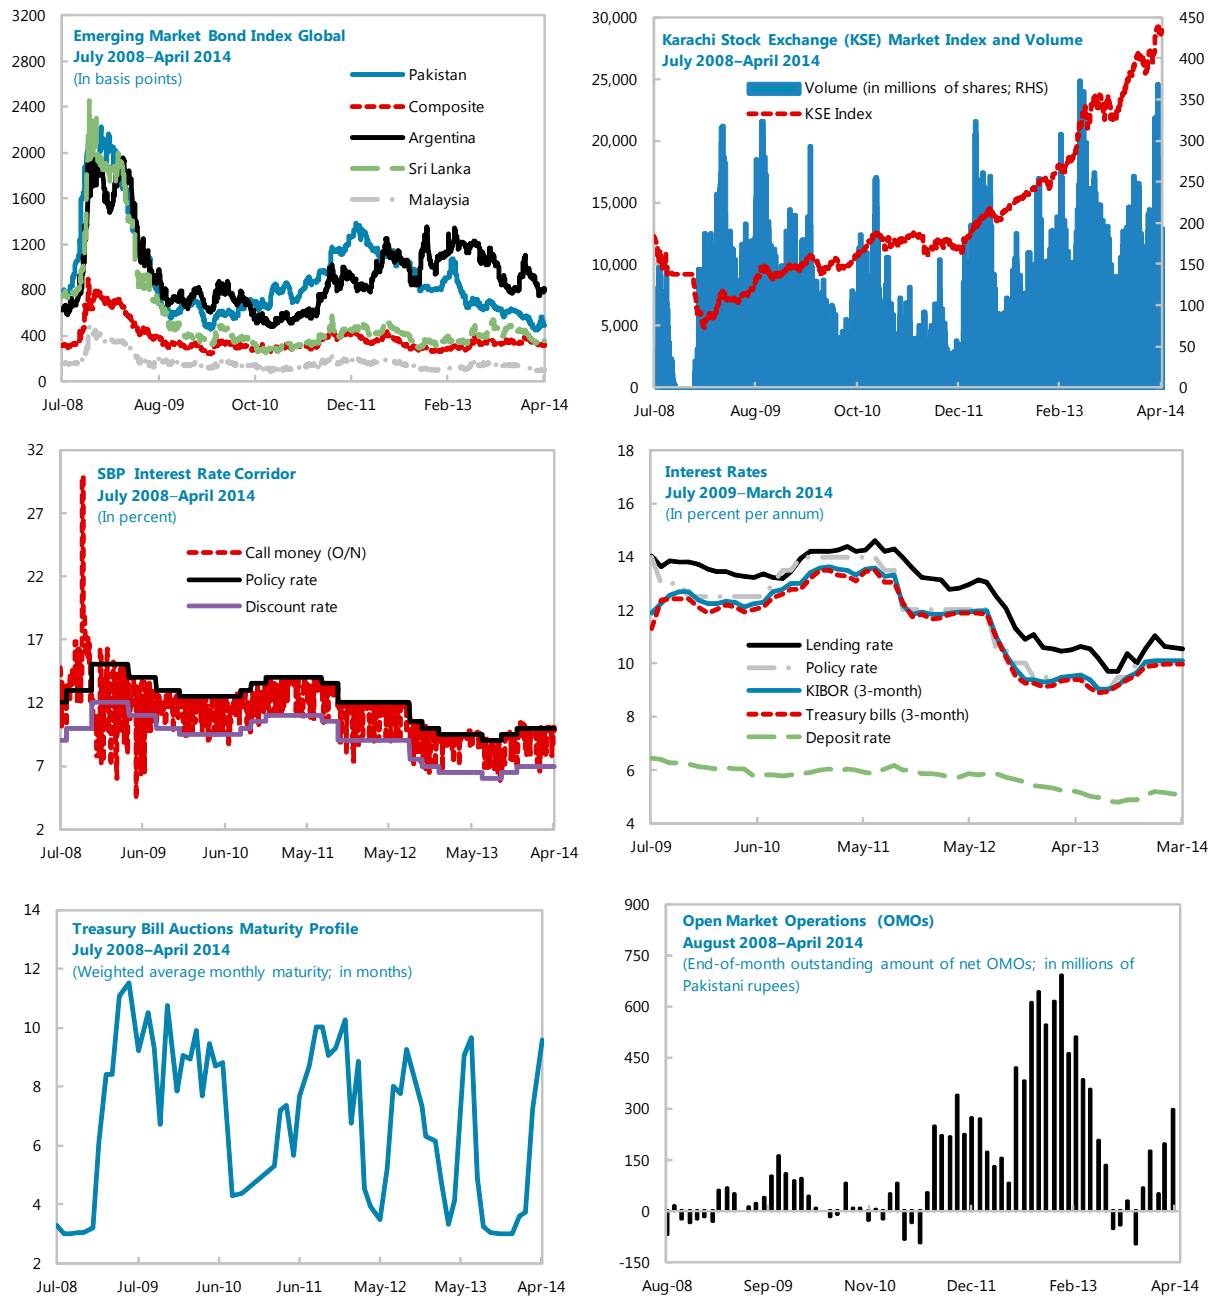 Emerging Market Bond Index Global
July 2008–April 2014
(In basis points)
Pakistan
Composite
Argentina
Sri Lanka
Malaysia
3200
2800
2400
2000
1600
1200
800
400
0
Jul-08 Aug-09 Oct-10 Dec-11 Feb-13 Apr-14
Karachi Stock Exchange (KSE) Market Index and Volume
July 2008–April 2014
Volume (in millions of shares; RHS)
KSE Index
30,000
25,000
20,000
15,000
10,000
5,000
0
450
400
350
300
250
200
150
100
50
0
Jul-08 Aug-09 Oct-10 Dec-11 Feb-13 Apr-14
SBP Interest Rate Corridor
July 2008–April 2014
(In percent)
Call money (O/N)
Policy rate
Discount rate
32
27
22
17
12
7
2
Jul-08 Jun-09 Jun-10 May-11 May-12 May-13 Apr-14
Interest Rates
July 2009–March 2014
(In percent per annum)
Lending rate
Policy rate
KIBOR (3-month)
Treasury bills (3-month)
Deposit rate
18
16
14
12
10
8
6
4
Jul-09 Jun-10 May-11 May-12 Apr-13 Mar-14
Treasury Bill Auctions Maturity Profile
July 2008–April 2014
(Weighted average monthly maturity; in months)
14
12
10
8
6
4
2
Jul-08 Jul-09 Jun-10 Jun-11 May-12 May-13 Apr-14
Open Market Operations (OMOs)
August 2008–April 2014
(End-of-month outstanding amount of net OMOs; in millions of
Pakistani rupees)
900
750
600
450
300
150
0
-150
Aug-08 Sep-09 Nov-10 Dec-11 Feb-13 Apr-14